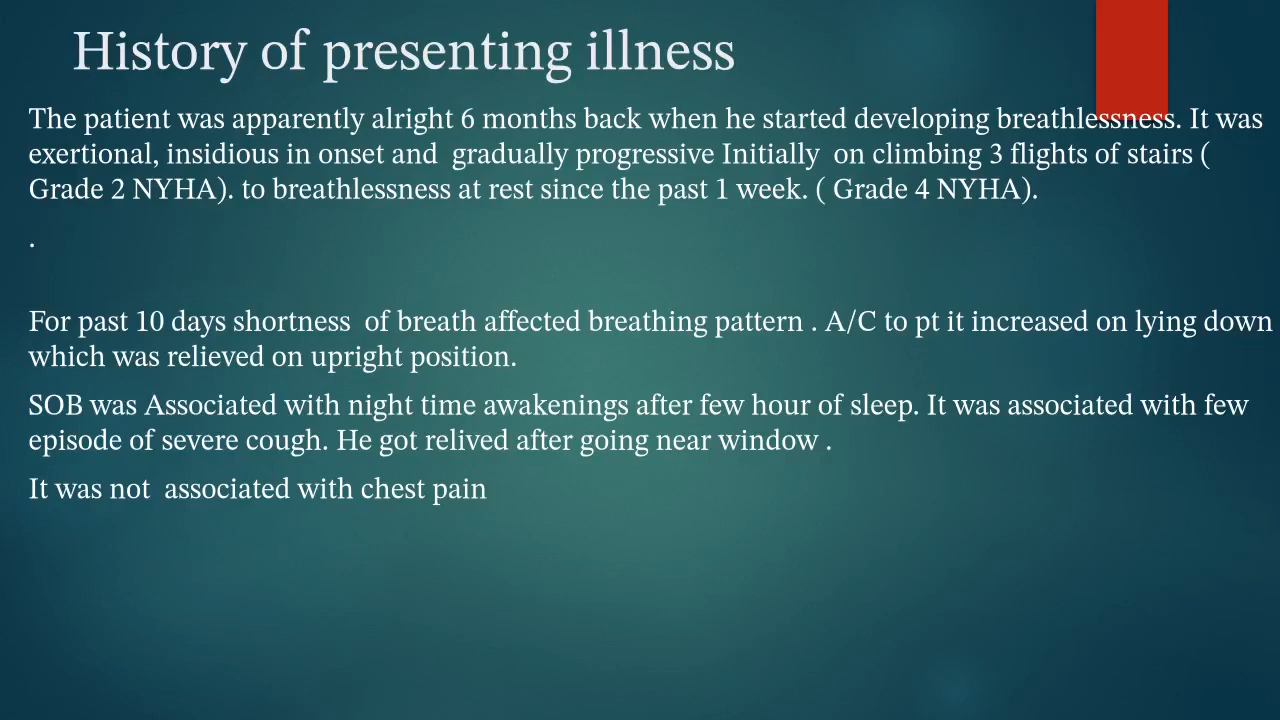 History of presenting illness
The patient was apparently alright 6 months back when he started developing breathlessness. It was
exertional, insidious in onset and  gradually progressive Initially  on climbing 3 flights of stairs (
Grade 2 NYHA). to breathlessness at rest since the past 1 week. ( Grade 4 NYHA).
.
For past 10 days shortness  of breath affected breathing pattern . A/C to pt it increased on lying down
which was relieved on upright position.
SOB was Associated with night time awakenings after few hour of sleep. It was associated with few
episode of severe cough. He got relived after going near window .
It was not  associated with chest pain